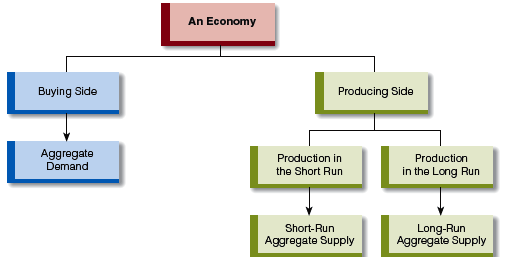 An Economy
Buying Side
Producing Side
Aggregate
Demand
Production in
the Short Run
Production
in the Long Run
Short-Run
Aggregate Supply
Long-Run
Aggregate Supply